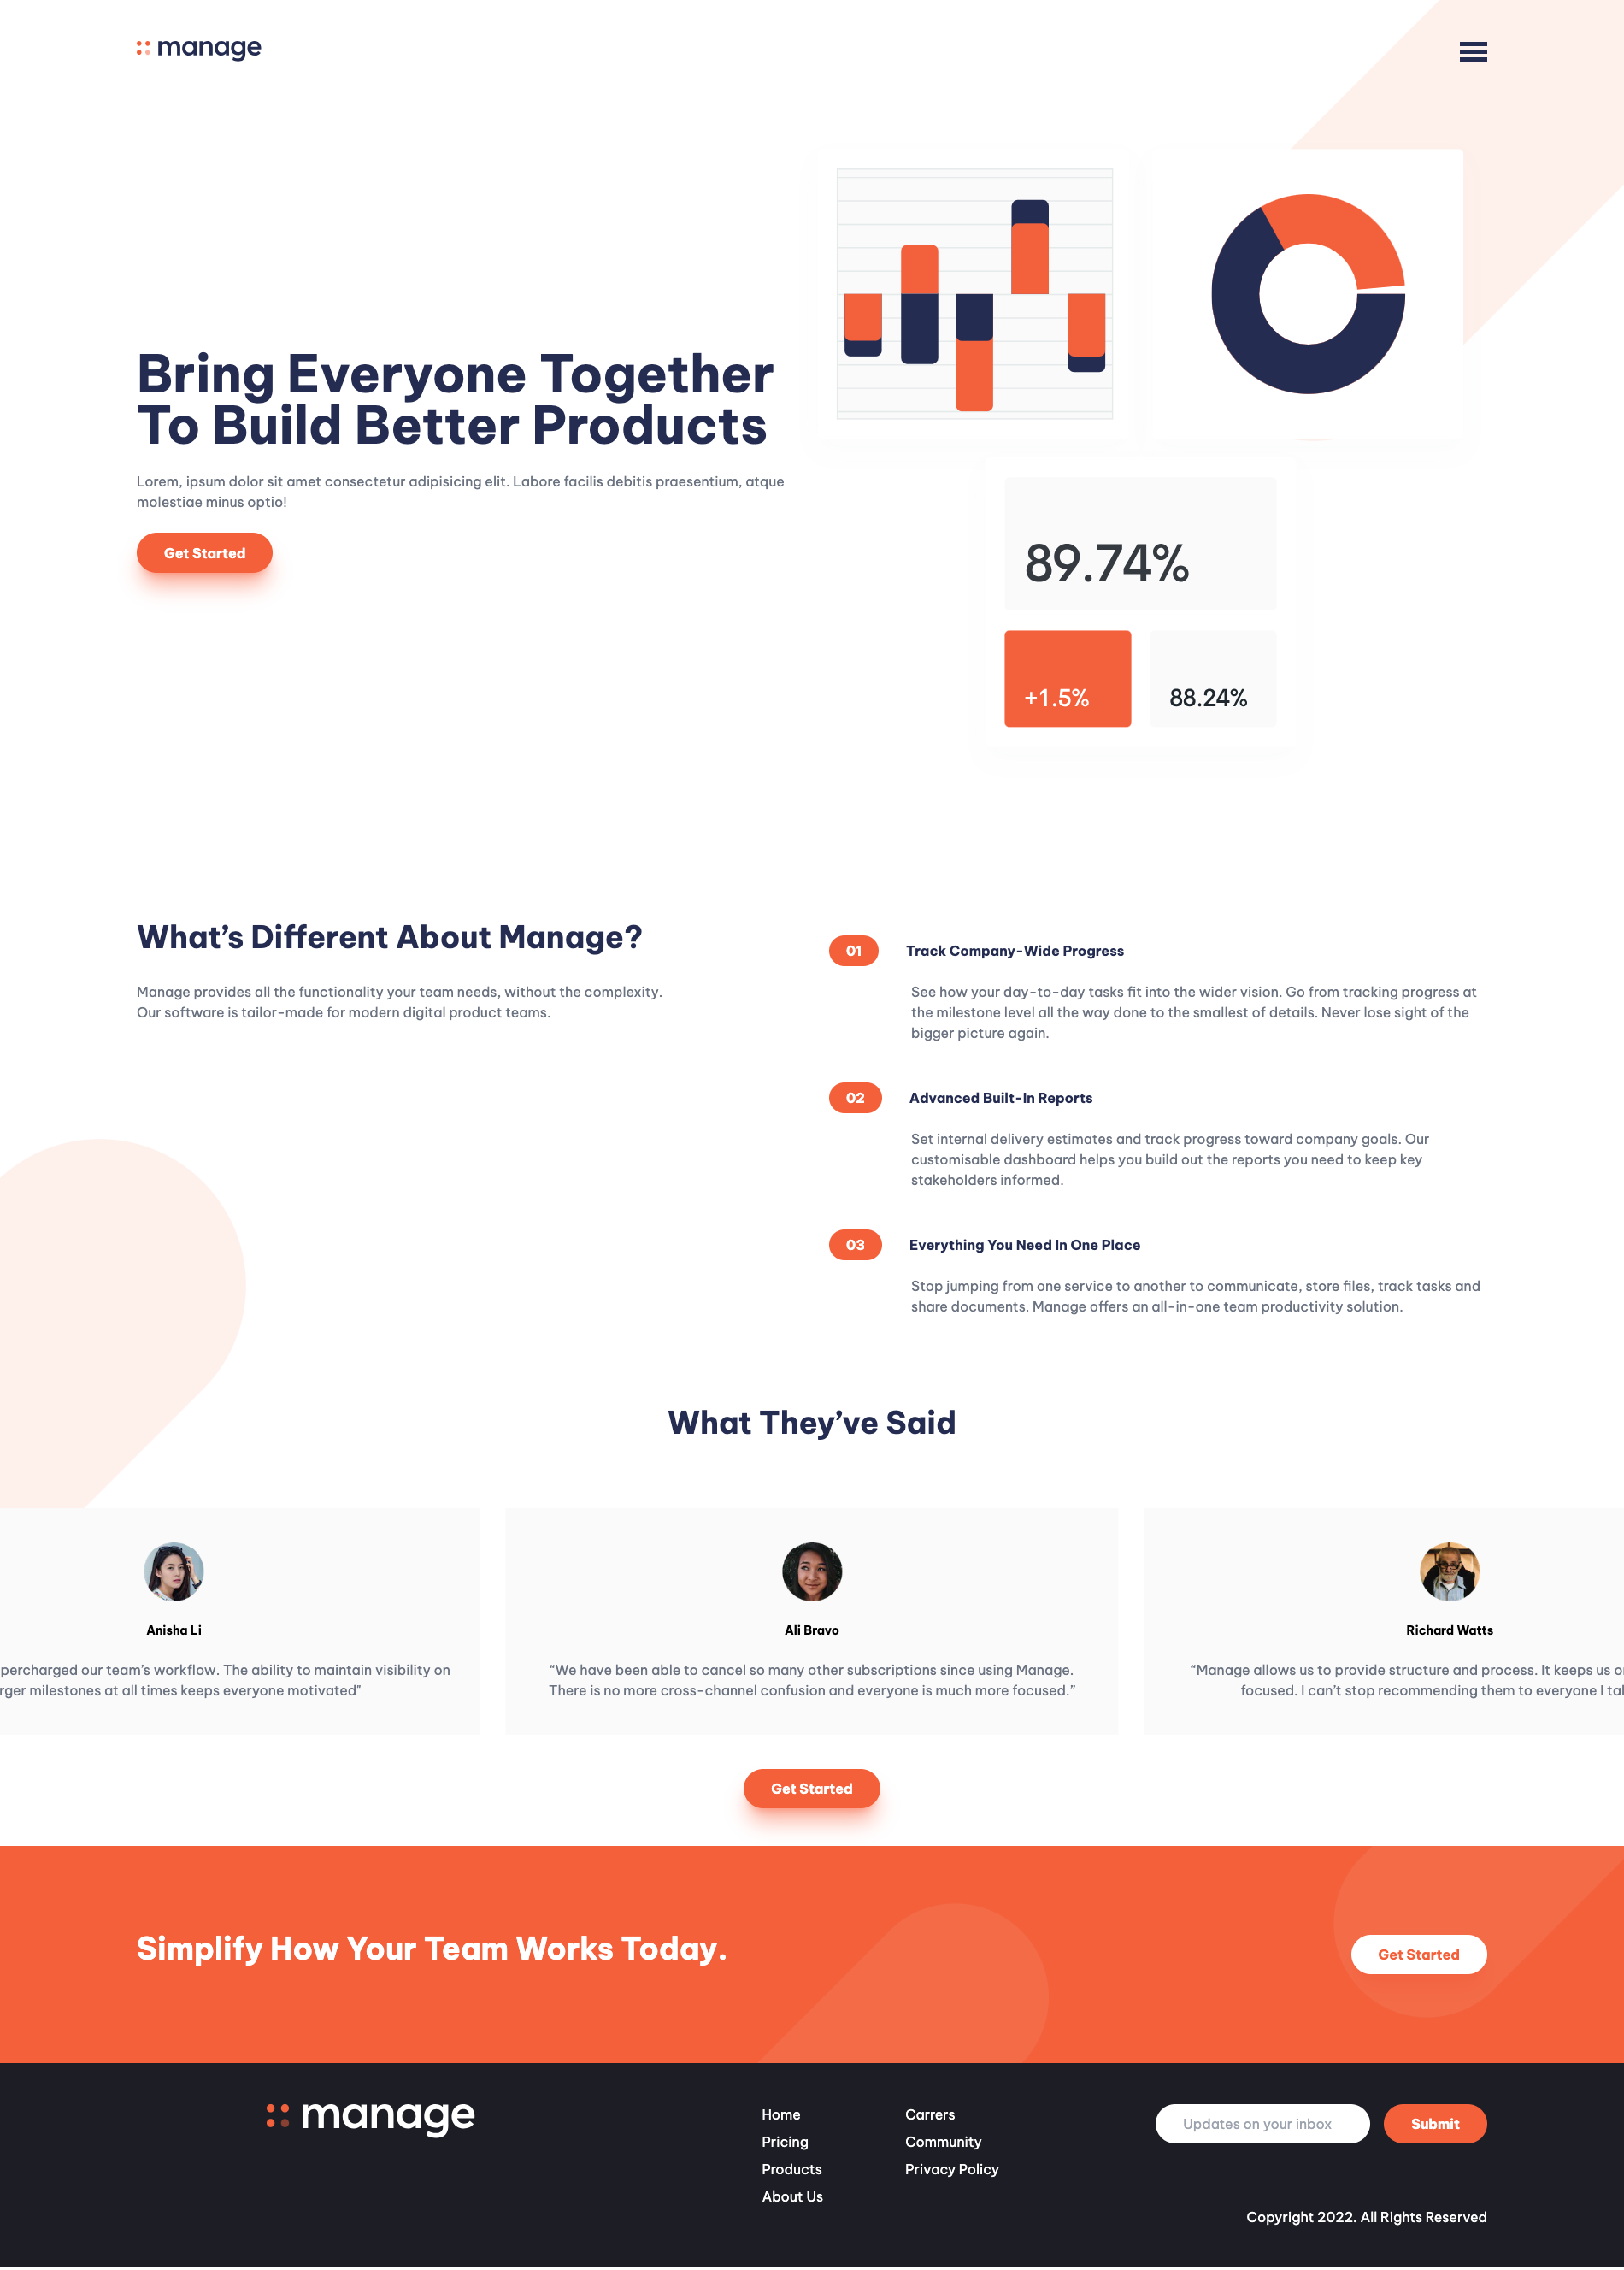 manage
Bring Everyone Together
To Build Better Products
Lorem, ipsum dolor sit amet consectetur adipisicing elit. Labore facilis debitis praesentium, atque
molestiae minus optio!
Get Started
89.74%
+1.5%
88.24%
What’s Different About Manage?
Manage provides all the functionality your team needs, without the complexity.
Our software is tailor-made for modern digital product teams.
01
Track Company-Wide Progress
See how your day-to-day tasks fit into the wider vision. Go from tracking progress at
the milestone level all the way done to the smallest of details. Never lose sight of the
bigger picture again.
02
Advanced Built-In Reports
Set internal delivery estimates and track progress toward company goals. Our
customisable dashboard helps you build out the reports you need to keep key
stakeholders informed.
03
Everything You Need In One Place
Stop jumping from one service to another to communicate, store files, track tasks and
share documents. Manage offers an all-in-one team productivity solution.
What They’ve Said
Anisha Li
percharged our team’s workflow. The ability to maintain visibility on
rger milestones at all times keeps everyone motivated"
Ali Bravo
“We have been able to cancel so many other subscriptions since using Manage.
There is no more cross-channel confusion and everyone is much more focused.”
Richard Watts
“Manage allows us to provide structure and process. It keeps us o
focused. I can’t stop recommending them to everyone I tal
Get Started
Simplify How Your Team Works Today.
Get Started
manage
Home
Pricing
Products
About Us
Carrers
Community
Privacy Policy
Updates on your inbox
Submit
Copyright 2022. All Rights Reserved